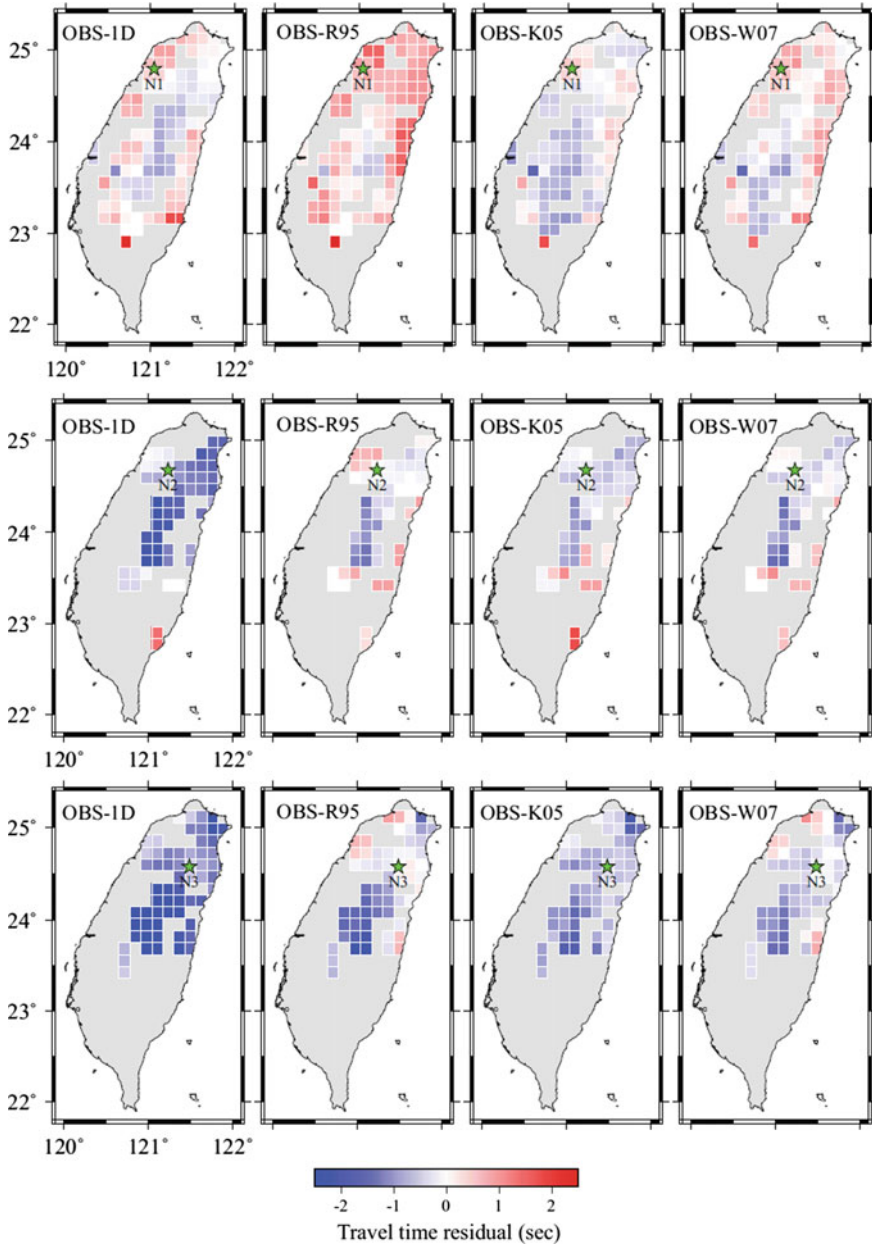 OBS-1D OBS-R95 OBS-K05 OBS-W07
25°
N1 N1 N1 N1
24°
23°
22°
120° 121° 122°
OBS-1D OBS-R95 OBS-K05 OBS-W07
25°
N2 N2 N2 N2
24°
23°
22°
120° 121° 122°
OBS-1D OBS-R95 OBS-K05 OBS-W07
25°
N3 N3 N3 N3
24°
23°
22°
120° 121° 122°
-2 -1 0 1 2
Travel time residual (sec)